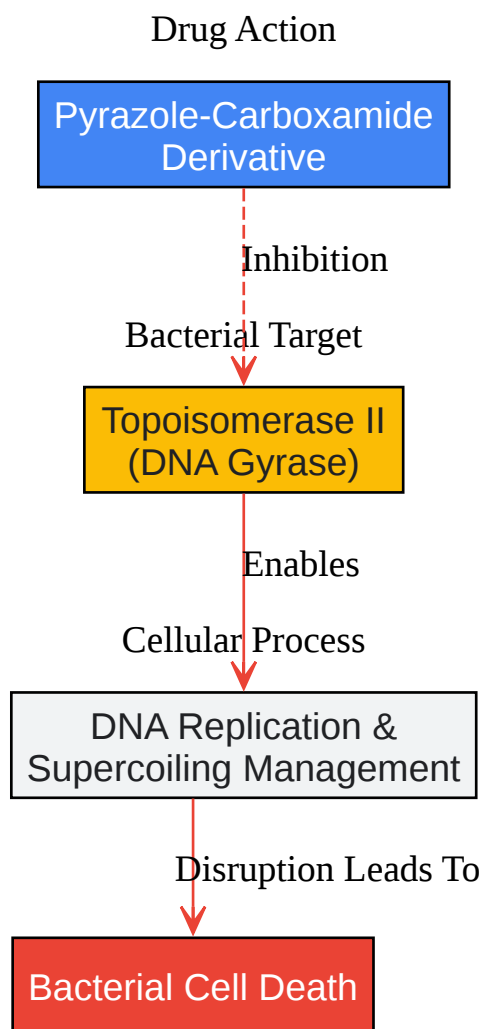 Drug Action
Pyrazole-Carboxamide
Derivative
Inhibition
Bacterial Target
Topoisomerase II
(DNA Gyrase)
Enables
Cellular Process
DNA Replication &
Supercoiling Management
Disruption Leads To
Bacterial Cell Death